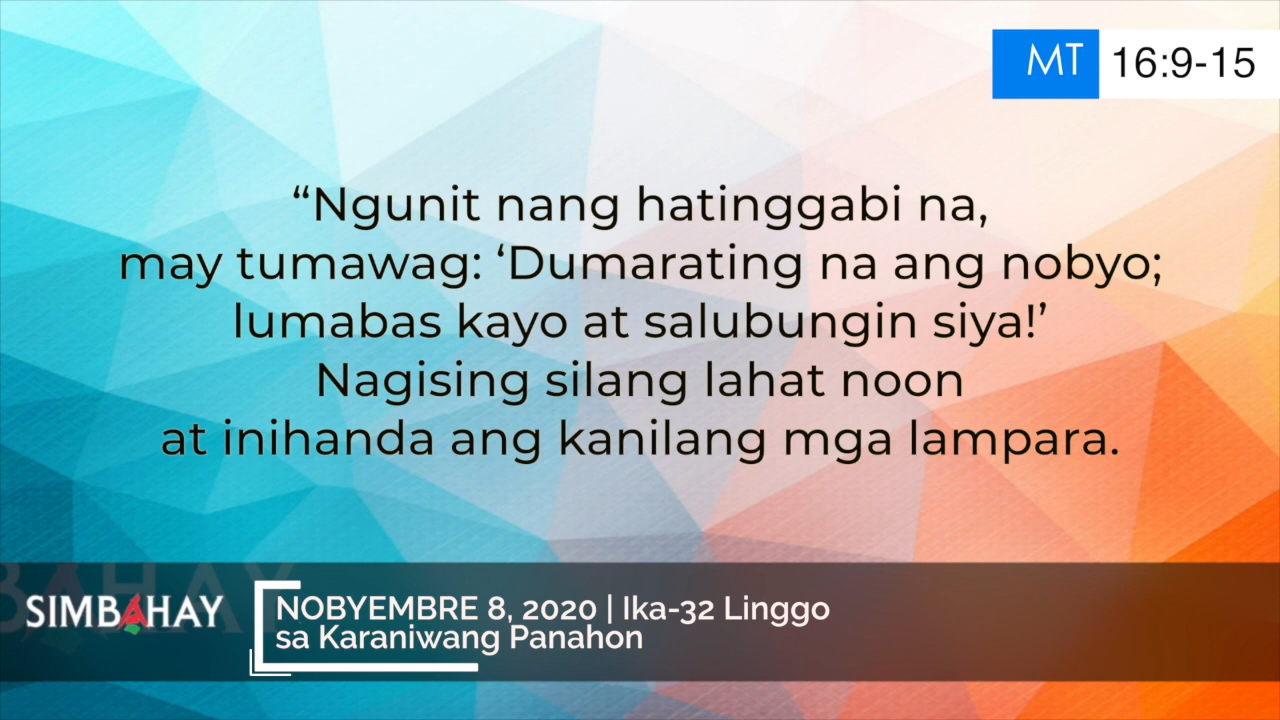 MT 16:9-15
“Ngunit nang hatinggabi na,
may tumawag: ‘Dumarating na ang nobyo;
lumabas kayo at salubungin siya!’
Nagising silang lahat noon
at inihanda ang kanilang mga lampara.
SIMBAHAY
NOBYEMBRE 8, 2020 | Ika-32 Linggo
sa Karaniwang Panahon